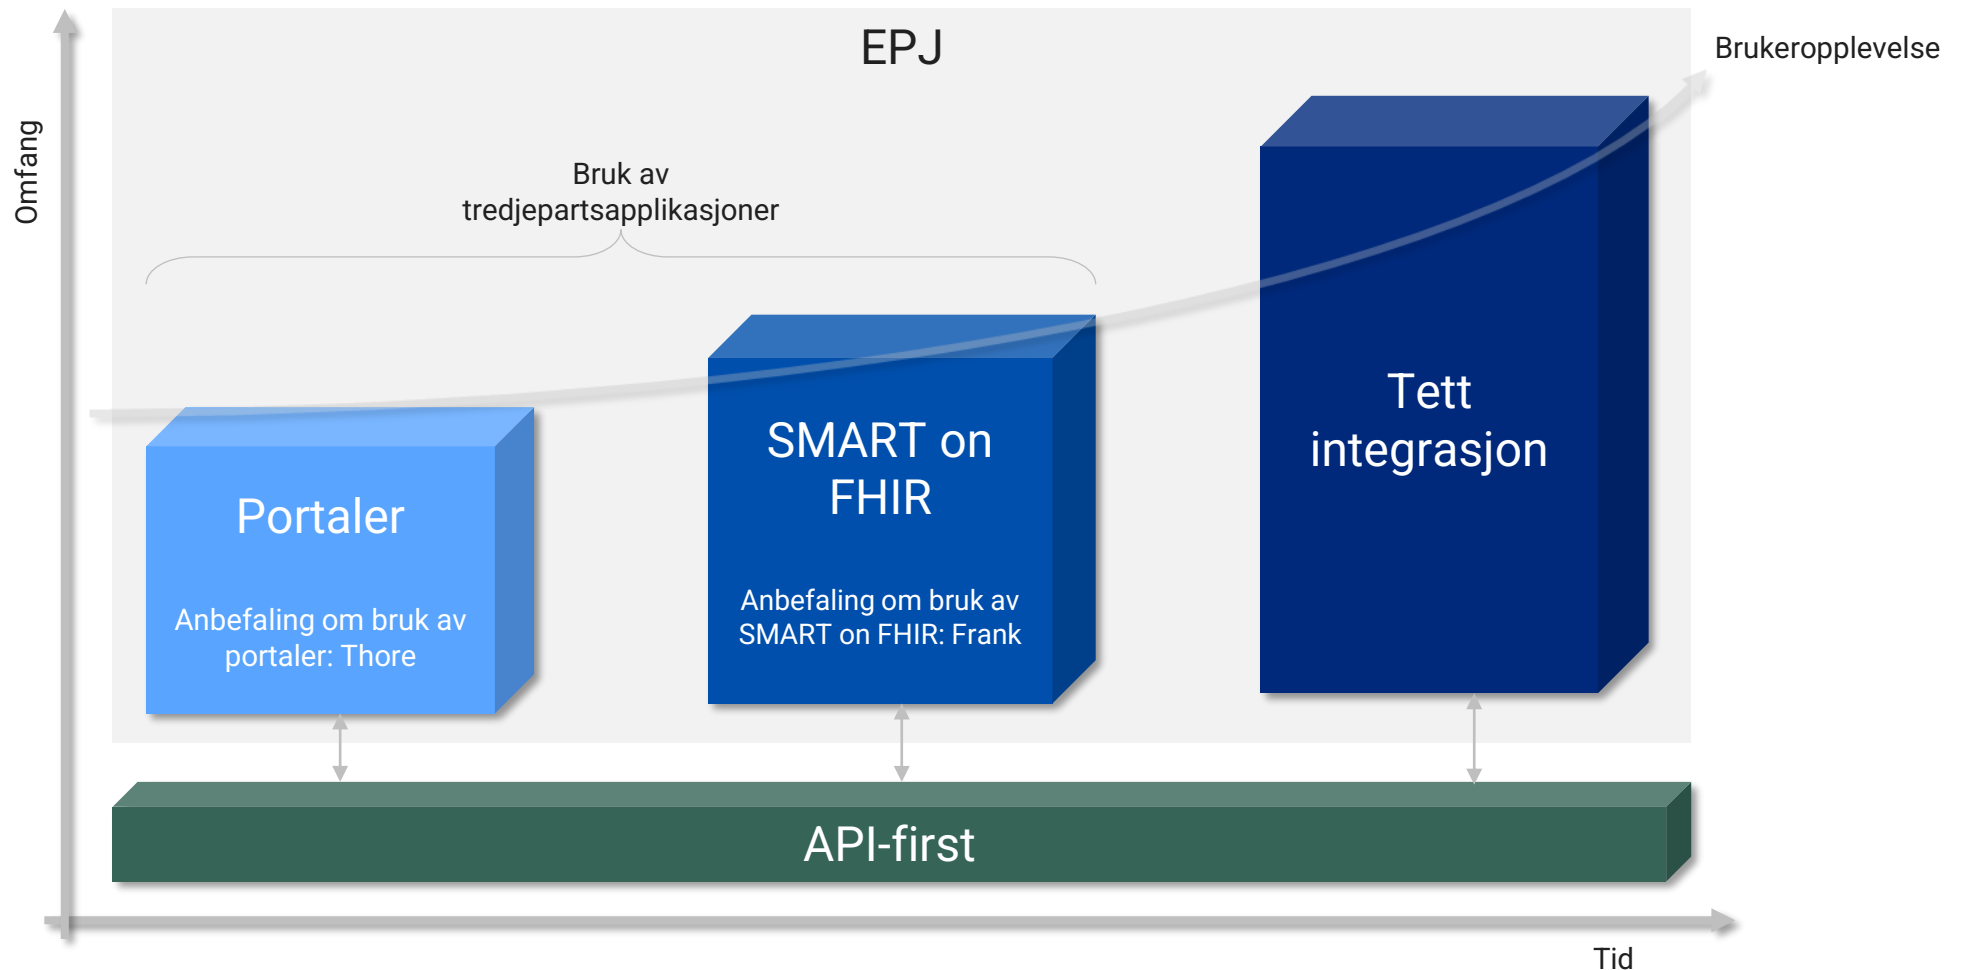 EPJ
Brukeropplevelse
Omfang
Bruk av
tredjepartsapplikasjoner
Portaler
Anbefaling om bruk av
portaler: Thore
SMART on
FHIR
Anbefaling om bruk av
SMART on FHIR: Frank
Tett
integrasjon
API-first
Tid